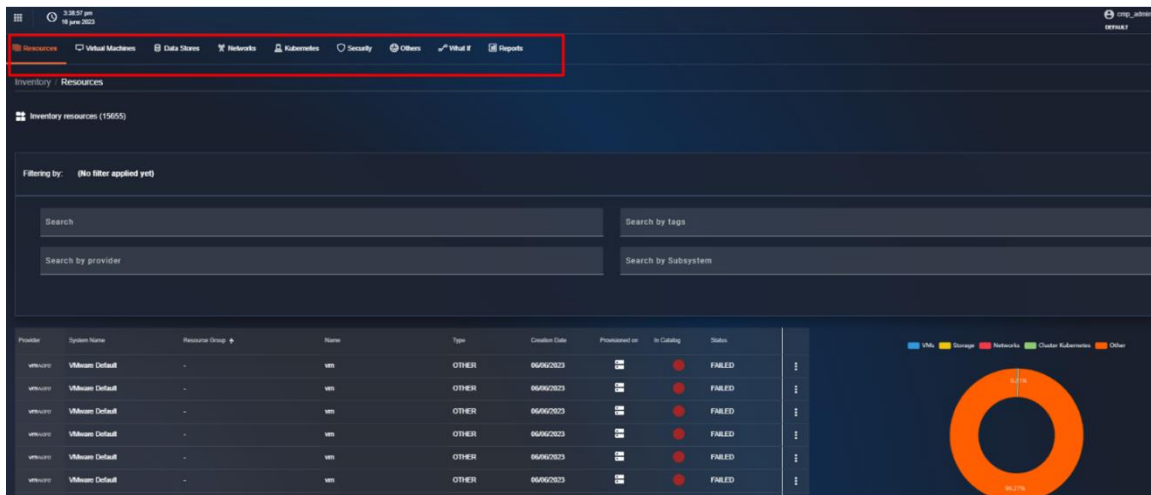 3:38:57 pm
16 june 2023
cmp_admin
DEFAULT
Resources Virtual Machines Data Stores Networks Kubernetes Security Others What If Reports
Inventory / Resources
Inventory resources (15655)
Filtering by: (No filter applied yet)
Search Search by tags
Search by provider Search by Subsystem
Provider System Name Resource Group Name Type Creation Date Provisioned on In Catalog Status
VMs Storage Networks Cluster Kubernetes Other
vmware VMware Default - vm OTHER 06/06/2023 FAILED
vmware VMware Default - vm OTHER 06/06/2023 FAILED
vmware VMware Default - vm OTHER 06/06/2023 FAILED
vmware VMware Default - vm OTHER 06/06/2023 FAILED
vmware VMware Default - vm OTHER 06/06/2023 FAILED
vmware VMware Default - vm OTHER 06/06/2023 FAILED